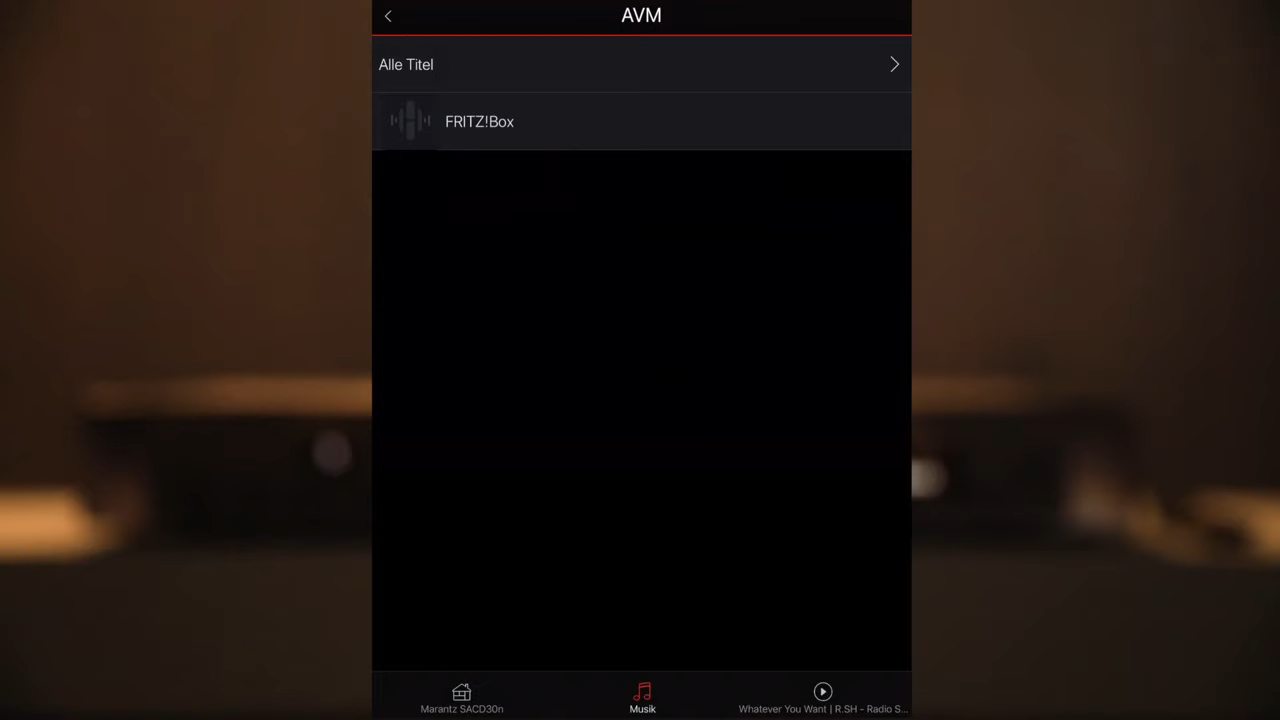 AVM
Alle Titel
FRITZ!Box
Marantz SACD30n
Musik
Whatever You Want | R.SH - Radio S...